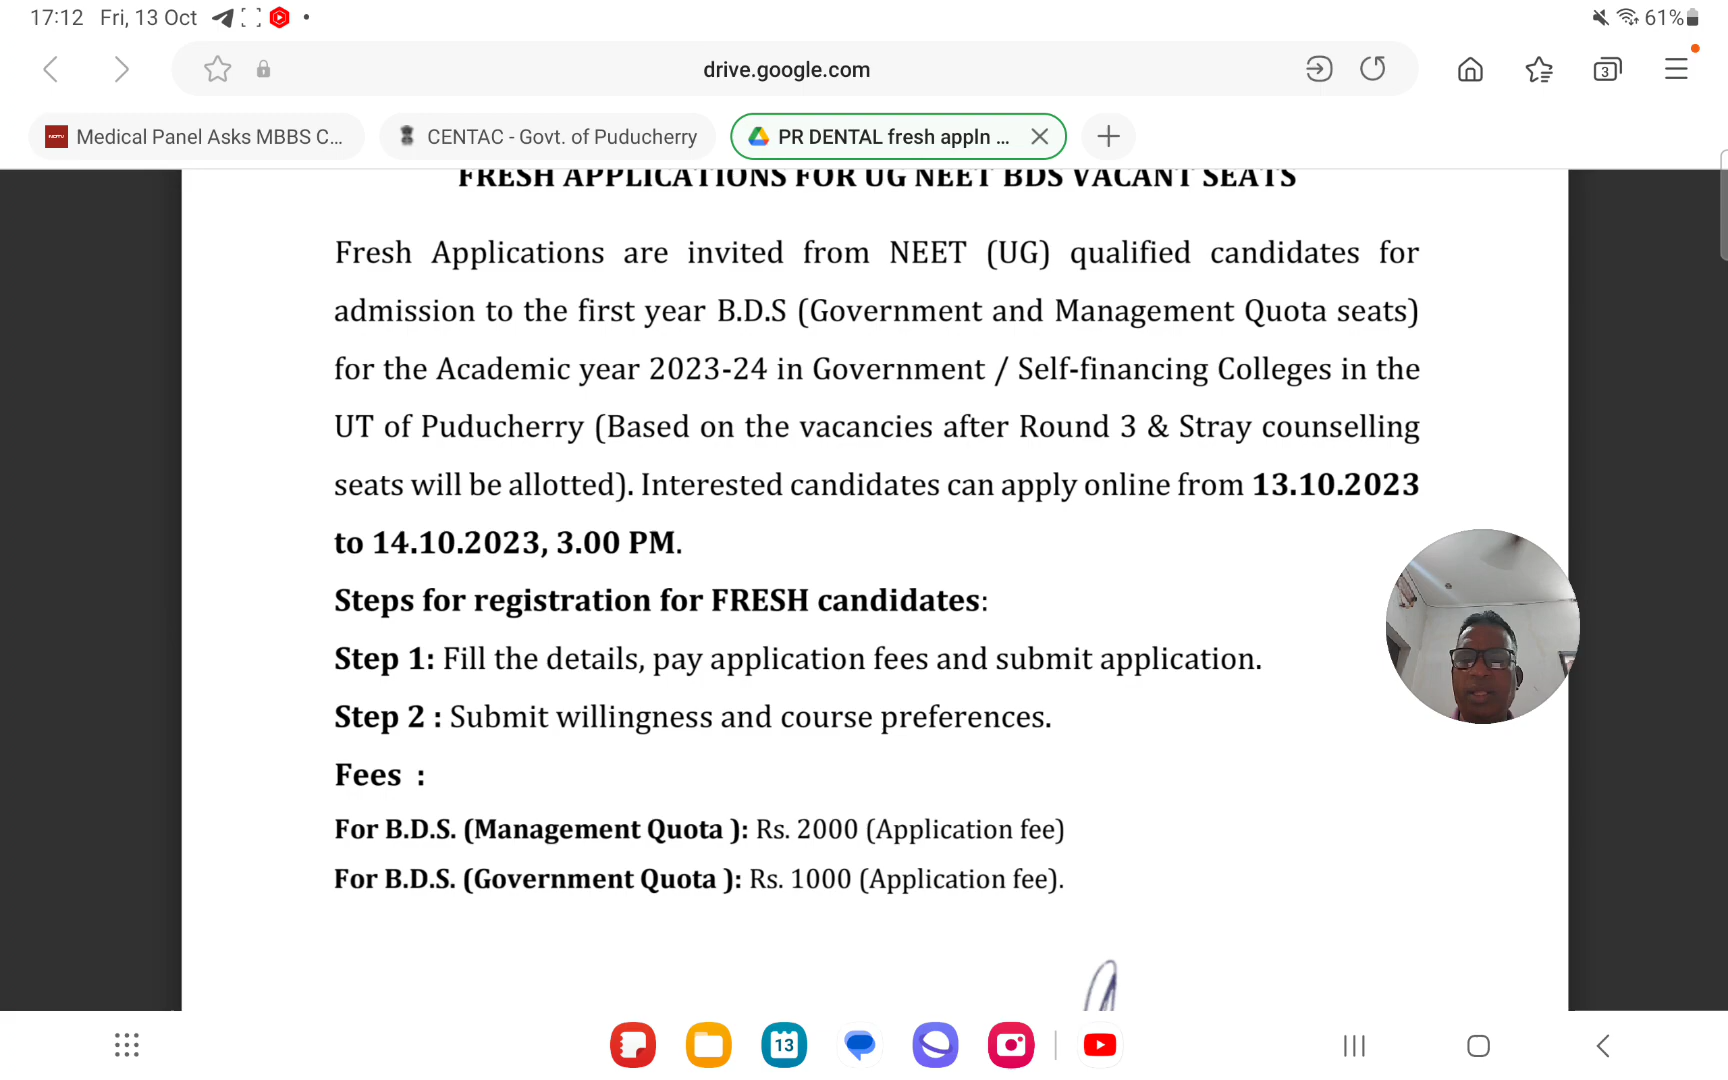 17:12 Fri, 13 Oct
61%
drive.google.com
3
Medical Panel Asks MBBS C...
CENTAC - Govt. of Puducherry
PR DENTAL fresh appln ...
FRESH APPLICATIONS FOR UG NEET BDS VACANT SEATS
Fresh Applications are invited from NEET (UG) qualified candidates for
admission to the first year B.D.S (Government and Management Quota seats)
for the Academic year 2023-24 in Government / Self-financing Colleges in the
UT of Puducherry (Based on the vacancies after Round 3 & Stray counselling
seats will be allotted). Interested candidates can apply online from 13.10.2023
to 14.10.2023, 3.00 PM.
Steps for registration for FRESH candidates:
Step 1: Fill the details, pay application fees and submit application.
Step 2 : Submit willingness and course preferences.
Fees :
For B.D.S. (Management Quota ): Rs. 2000 (Application fee)
For B.D.S. (Government Quota ): Rs. 1000 (Application fee).
13